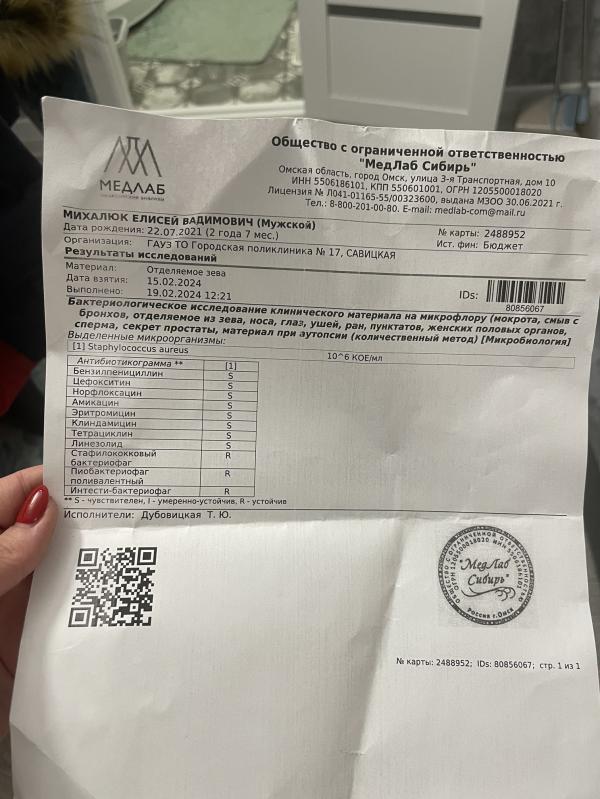 МЕДЛАБ
Общество с ограниченной ответственностью
"МедЛаб Сибирь"
Омская область, город Омск, улица 3-я Транспортная, дом 10
ИНН 5506186101, КПП 550601001, ОГРН 1205500018020
Лицензия № Л041-01165-55/00323600, выдана МЗОО 30.06.2021 г.
Тел.: 8-800-201-00-80. E-mail: medlab-com@mail.ru
МИХАЛЮК ЕЛИСЕЙ ВАДИМОВИЧ (Мужской)
Дата рождения: 22.07.2021 (2 года 7 мес.)
№ карты: 2488952
Организация: ГАУЗ ТО Городская поликлиника № 17, САВИЦКАЯ
Ист. фин: Бюджет
Результаты исследований
Материал: Отделяемое зева
Дата взятия: 15.02.2024
Выполнено: 19.02.2024 12:21
IDs:
80856067
Бактериологическое исследование клинического материала на микрофлору (мокрота, смыв с
бронхов, отделяемое из зева, носа, глаз, ушей, ран, пунктатов, женских половых органов,
сперма, секрет простаты, материал при аутопсии (количественный метод) [Микробиология]
Выделенные микроорганизмы:
[1] Staphylococcus aureus 10^6 КОЕ/мл
Антибиотикограмма ** [1]
Бензилпенициллин S
Цефокситин S
Норфлоксацин S
Амикацин S
Эритромицин S
Клиндамицин S
Тетрациклин S
Линезолид S
Стафилококковый R
бактериофаг
Пиобактериофаг R
поливалентный
Интести-бактериофаг R
** S - чувствителен, I - умеренно-устойчив, R - устойчив
Исполнители: Дубовицкая Т. Ю.
"МедЛаб
Сибирь"
Россия г.Омск
№ карты: 2488952; IDs: 80856067; стр. 1 из 1